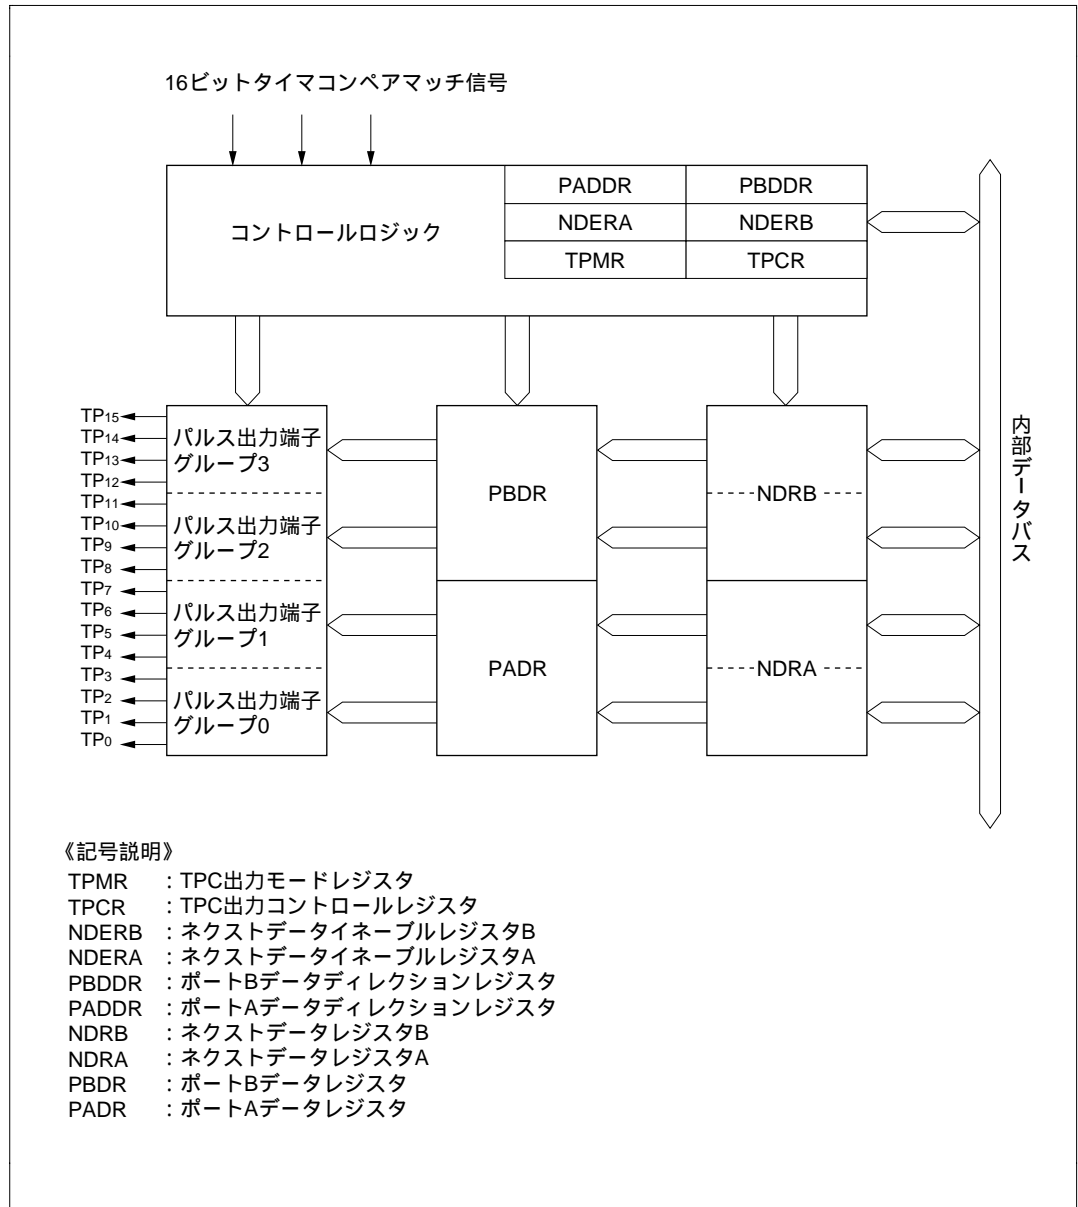 16ビットタイマコンペアマッチ信号
コントロールロジック
PADDR PBDDR
NDERA NDERB
TPMR TPCR
内部データバス
TP15
TP14
TP13
TP12
TP11
TP10
TP9
TP8
TP7
TP6
TP5
TP4
TP3
TP2
TP1
TP0
パルス出力端子
グループ3
パルス出力端子
グループ2
パルス出力端子
グループ1
パルス出力端子
グループ0
PBDR
PADR
NDRB
NDRA
《記号説明》
TPMR :TPC出力モードレジスタ
TPCR :TPC出力コントロールレジスタ
NDERB :ネクストデータイネーブルレジスタB
NDERA :ネクストデータイネーブルレジスタA
PBDDR :ポートBデータディレクションレジスタ
PADDR :ポートAデータディレクションレジスタ
NDRB :ネクストデータレジスタB
NDRA :ネクストデータレジスタA
PBDR :ポートBデータレジスタ
PADR :ポートAデータレジスタ